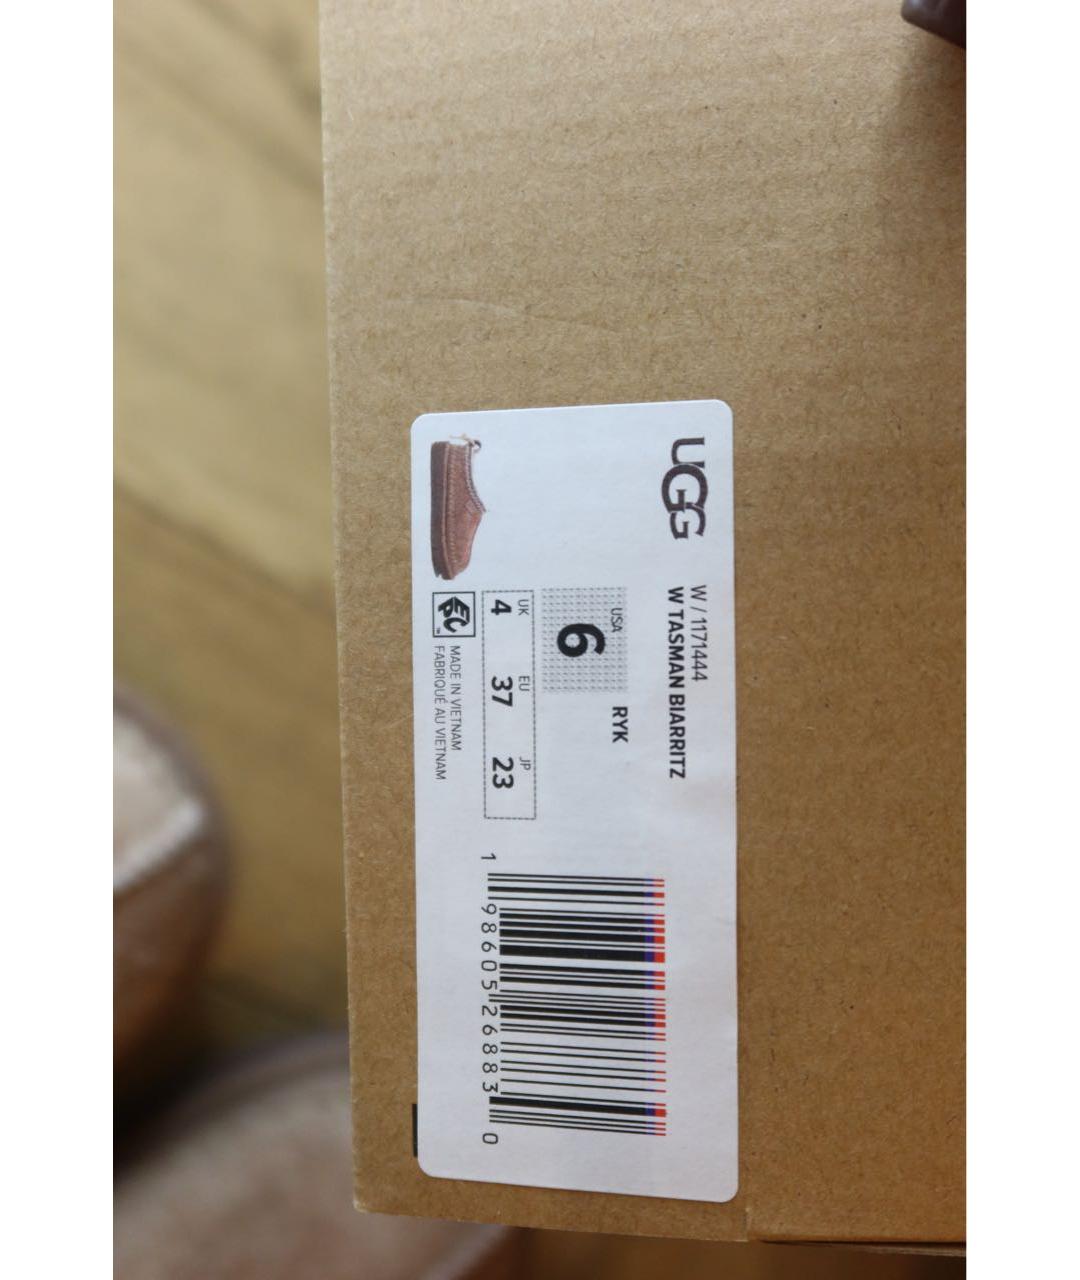 UGG
W / 1171444
W TASMAN BIARRITZ
USA
6
RYK
UK EU JP
4 37 23
MADE IN VIETNAM
FABRIQUÉ AU VIETNAM
1 98605 26883 0